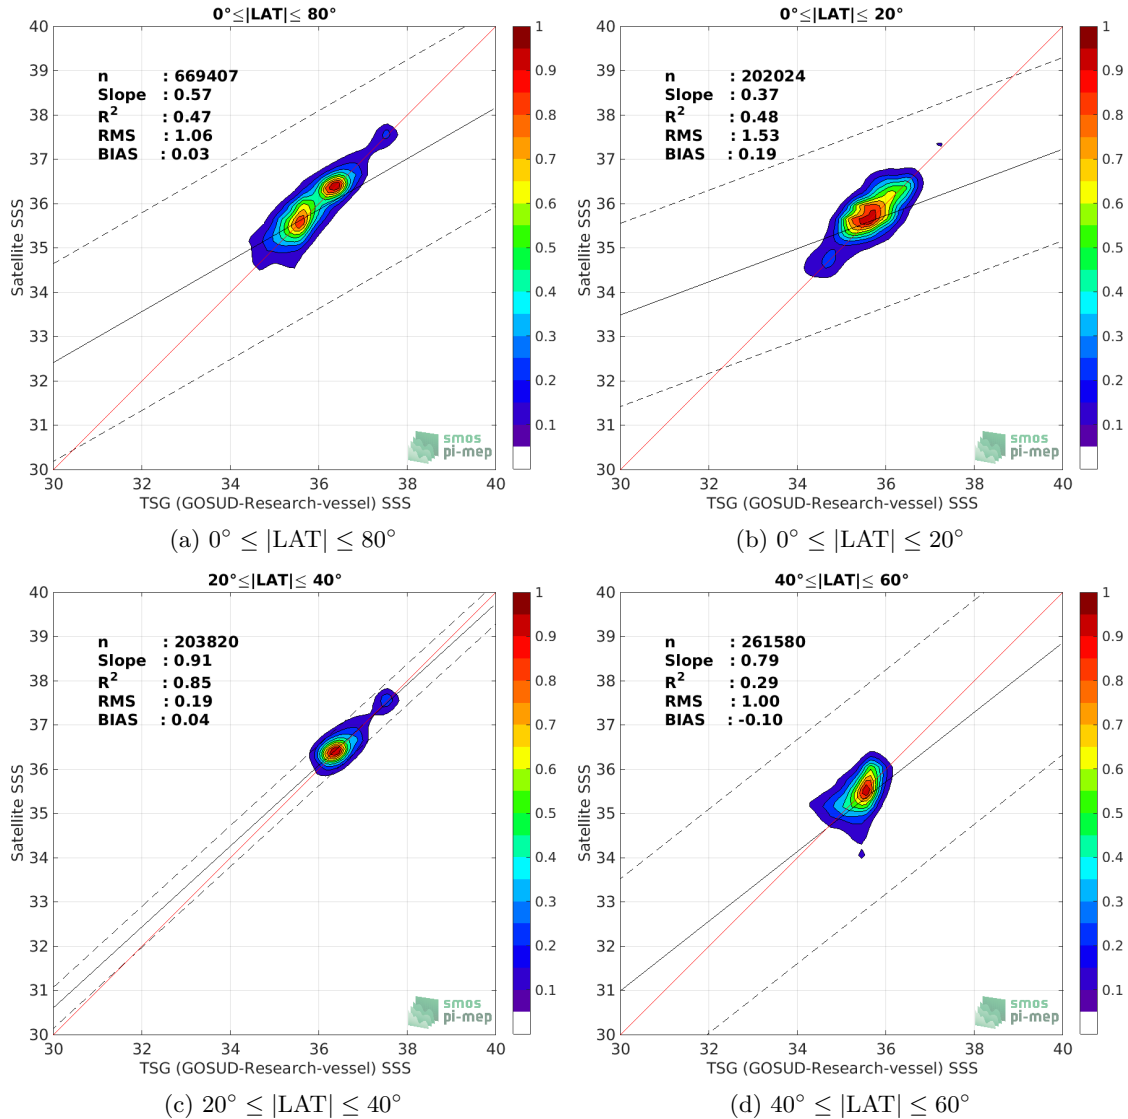 0°≤|LAT|≤ 80°
n : 669407
Slope : 0.57
R2 : 0.47
RMS : 1.06
BIAS : 0.03
Satellite SSS
40
39
38
37
36
35
34
33
32
31
30
30 32 34 36 38 40
TSG (GOSUD-Research-vessel) SSS
1
0.9
0.8
0.7
0.6
0.5
0.4
0.3
0.2
0.1
smos
pi-mep
(a) 0° ≤ |LAT| ≤ 80°
0°≤|LAT|≤ 20°
n : 202024
Slope : 0.37
R2 : 0.48
RMS : 1.53
BIAS : 0.19
Satellite SSS
40
39
38
37
36
35
34
33
32
31
30
30 32 34 36 38 40
TSG (GOSUD-Research-vessel) SSS
1
0.9
0.8
0.7
0.6
0.5
0.4
0.3
0.2
0.1
smos
pi-mep
(b) 0° ≤ |LAT| ≤ 20°
20°≤|LAT|≤ 40°
n : 203820
Slope : 0.91
R2 : 0.85
RMS : 0.19
BIAS : 0.04
Satellite SSS
40
39
38
37
36
35
34
33
32
31
30
30 32 34 36 38 40
TSG (GOSUD-Research-vessel) SSS
1
0.9
0.8
0.7
0.6
0.5
0.4
0.3
0.2
0.1
smos
pi-mep
(c) 20° ≤ |LAT| ≤ 40°
40°≤|LAT|≤ 60°
n : 261580
Slope : 0.79
R2 : 0.29
RMS : 1.00
BIAS : -0.10
Satellite SSS
40
39
38
37
36
35
34
33
32
31
30
30 32 34 36 38 40
TSG (GOSUD-Research-vessel) SSS
1
0.9
0.8
0.7
0.6
0.5
0.4
0.3
0.2
0.1
smos
pi-mep
(d) 40° ≤ |LAT| ≤ 60°